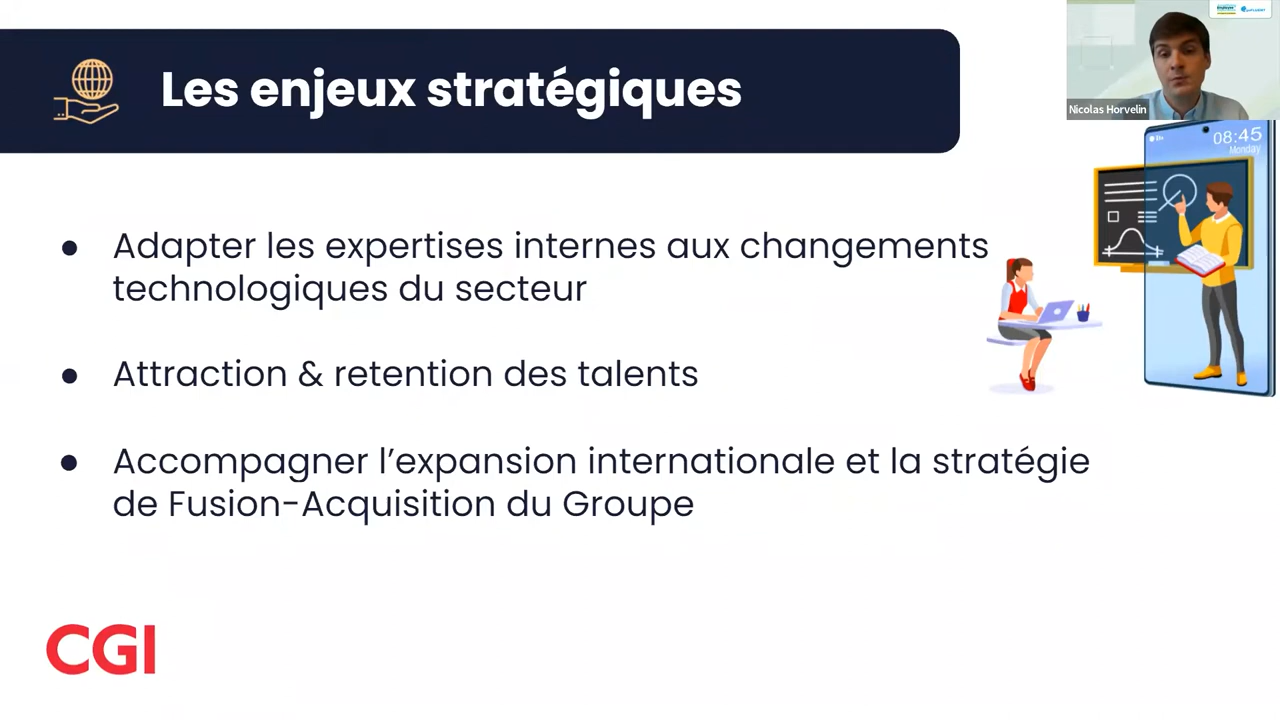 Les enjeux stratégiques
Nicolas Horvelin
08:45
Monday
● Adapter les expertises internes aux changements
technologiques du secteur
● Attraction & retention des talents
● Accompagner l’expansion internationale et la stratégie
de Fusion-Acquisition du Groupe
CGI